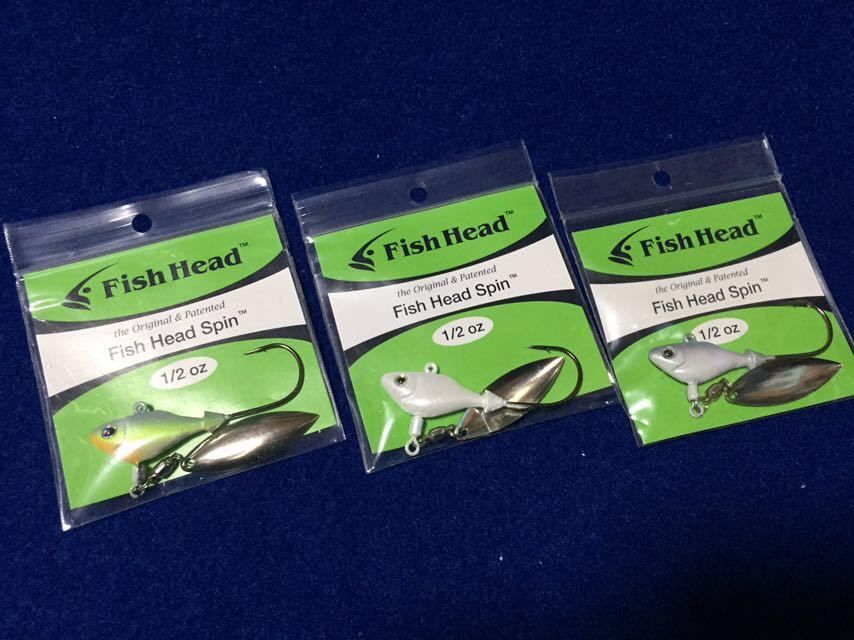 Fish Head™
the Original & Patented
Fish Head Spin™
1/2 oz
Fish Head™
the Original & Patented
Fish Head Spin™
1/2 oz
Fish Head™
the Original & Patented
Fish Head Spin™
1/2 oz